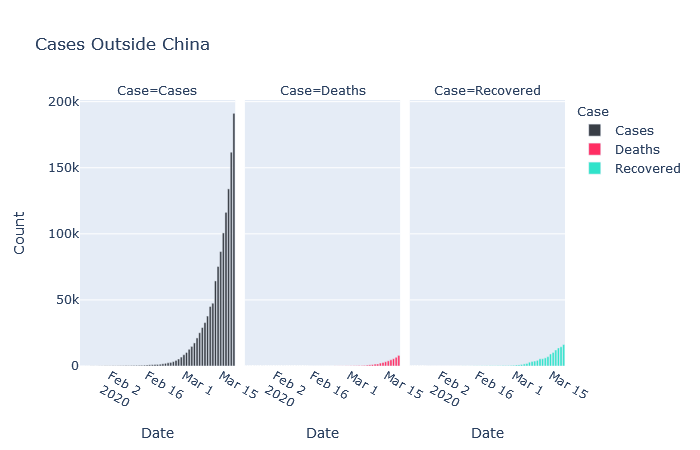 Cases Outside China
Case=Cases
Case=Deaths
Case=Recovered
Case
Cases
Deaths
Recovered
Count
200k
150k
100k
50k
0
Feb 2
2020
Feb 16
Mar 1
Mar 15
Feb 2
2020
Feb 16
Mar 1
Mar 15
Feb 2
2020
Feb 16
Mar 1
Mar 15
Date
Date
Date